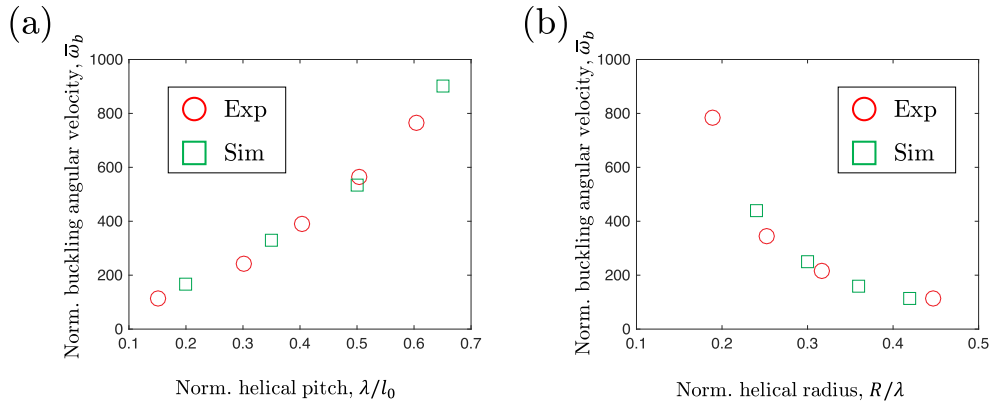 (a)
Norm. buckling angular velocity, ω̅_b
1000
800
600
400
200
0
0.1 0.2 0.3 0.4 0.5 0.6 0.7
Exp
Sim
Norm. helical pitch, λ/l₀
(b)
Norm. buckling angular velocity, ω̅_b
1000
800
600
400
200
0
0.1 0.2 0.3 0.4 0.5
Exp
Sim
Norm. helical radius, R/λ